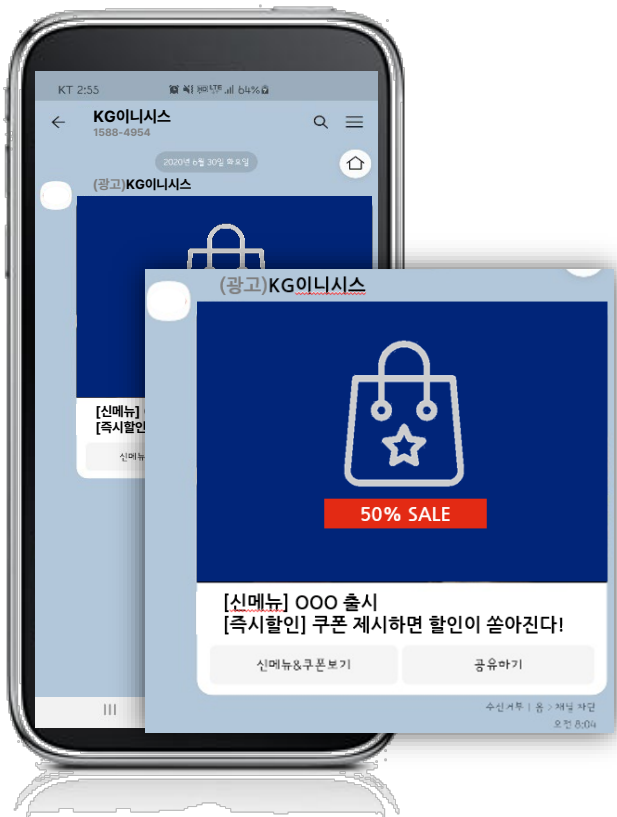 KT 2:55
64%
KG이니시스
1588-4954
2020년 6월 30일 화요일
(광고)KG이니시스
[신메뉴]
[즉시할인
신메뉴
(광고)KG이니시스
50% SALE
[신메뉴] OOO 출시
[즉시할인] 쿠폰 제시하면 할인이 쏟아진다!
신메뉴&쿠폰보기
공유하기
수신거부 | 홈 > 채널 차단
오전 8:04